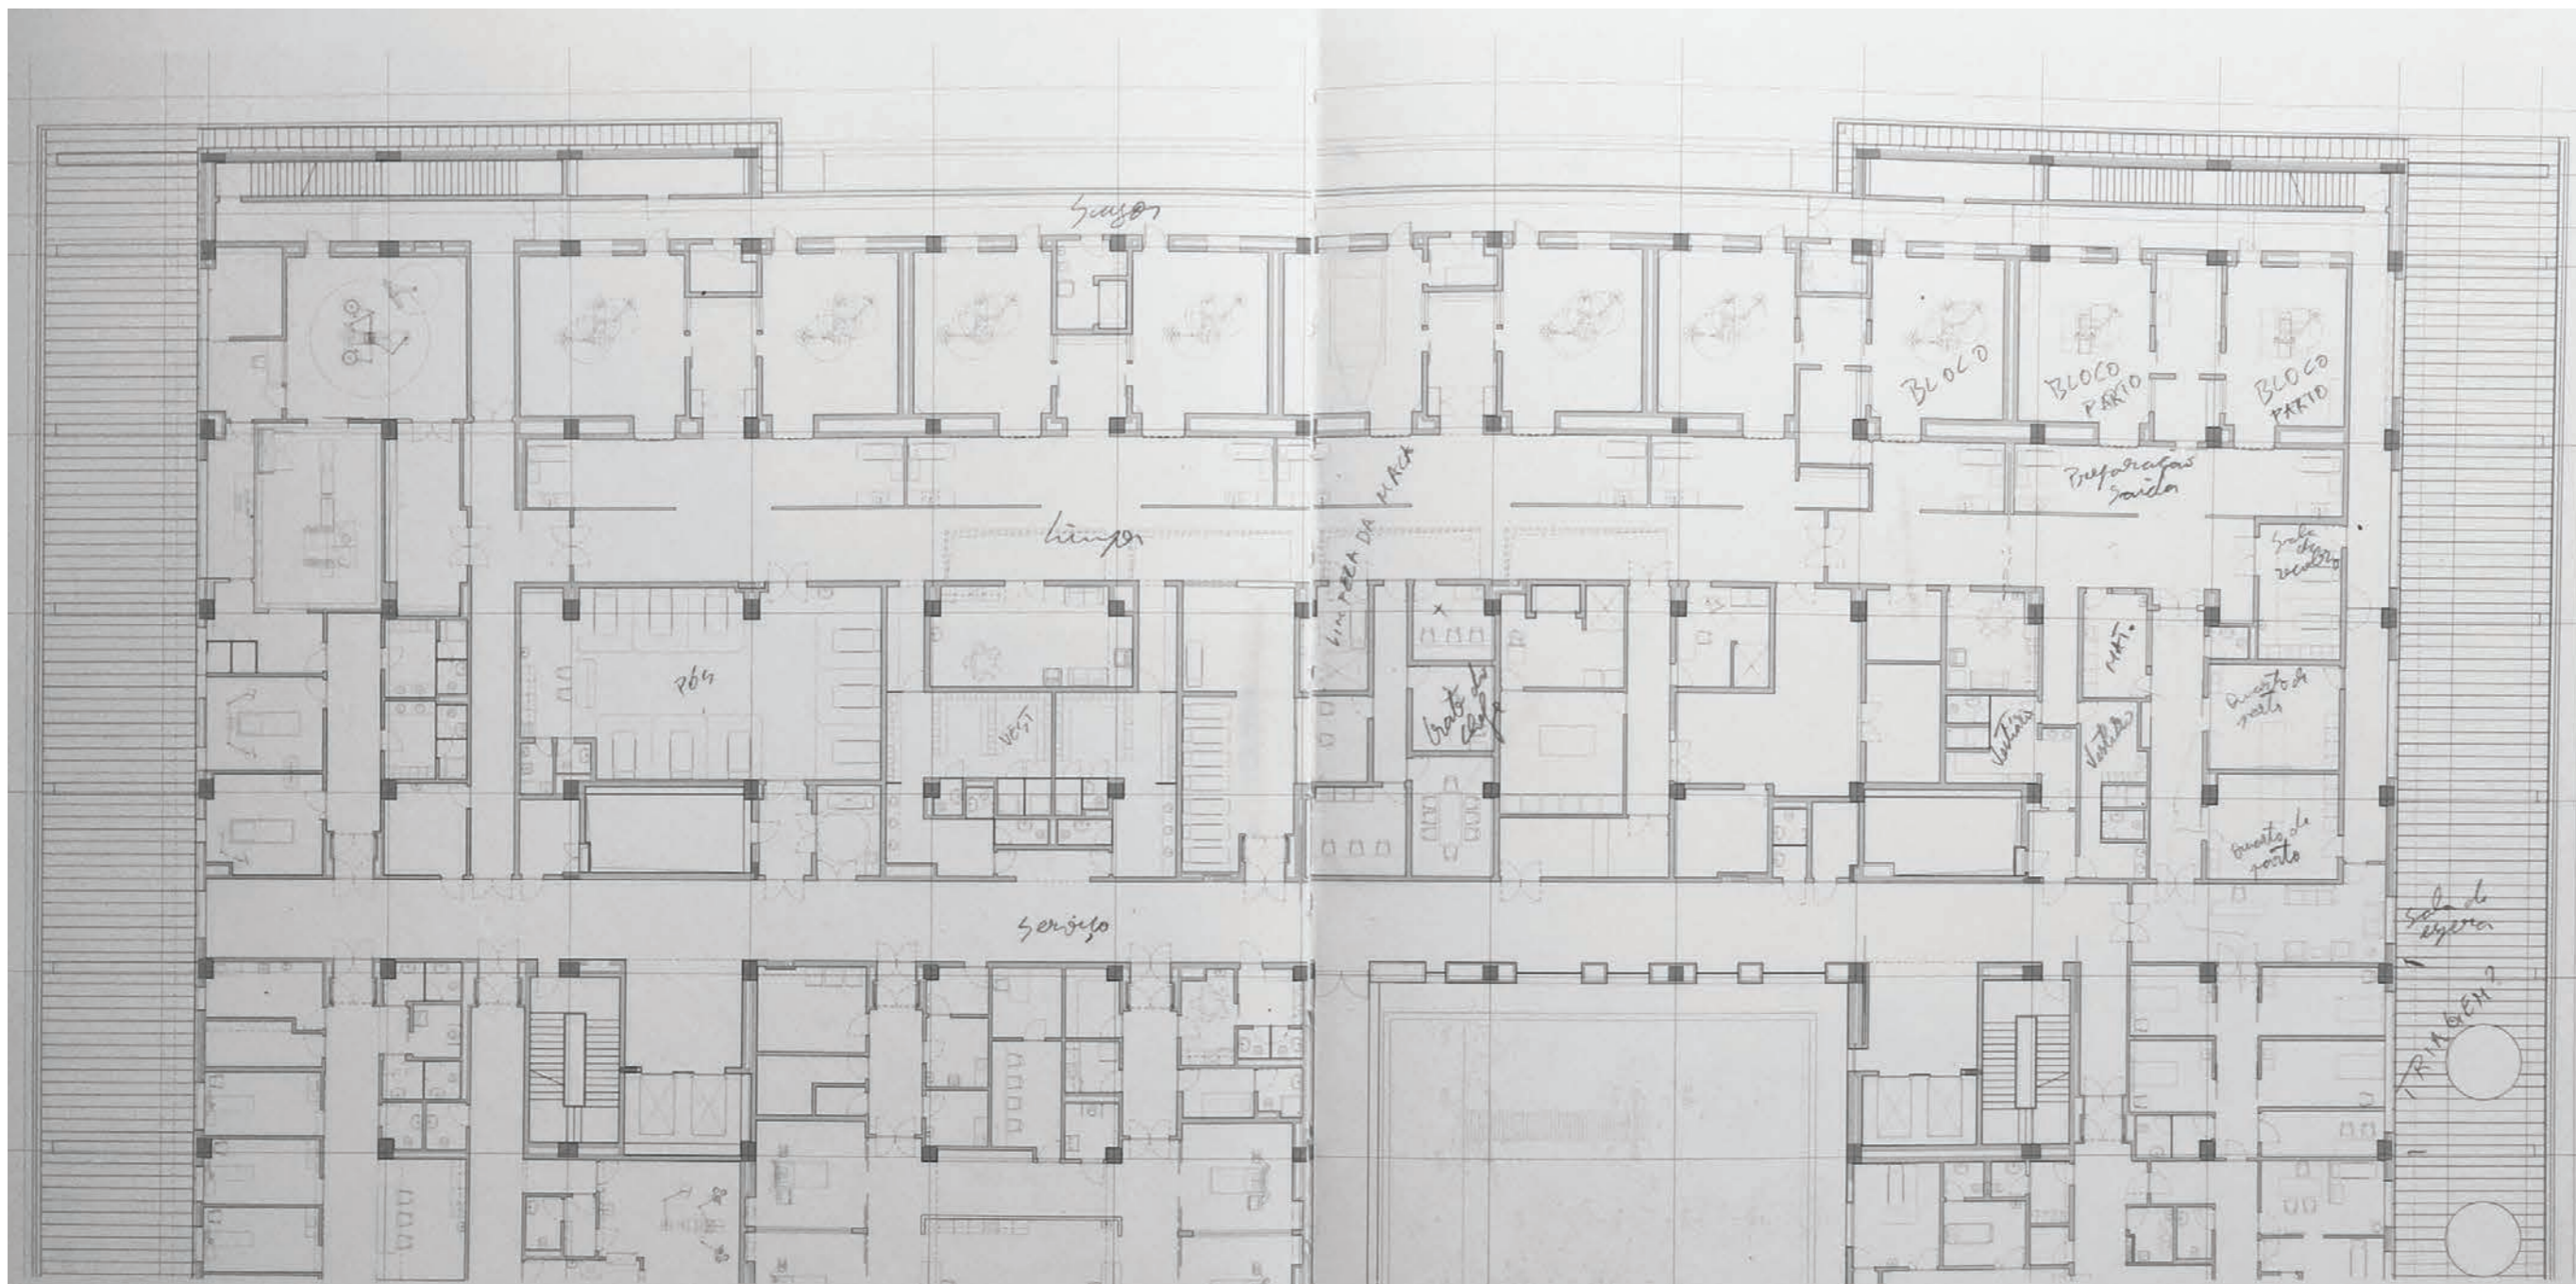 Sujos
BLOCO
BLOCO
PARTO
BLOCO
PARTO
Preparação
Saída
LIMPEZA DA MACA
Limpos
Sala de
PÓS
VEST
MAT.
Quarto de
parto
Vestiário
Vestiário
Quarto de
parto
Serviço
Sala de
espera
TRIAGEM?